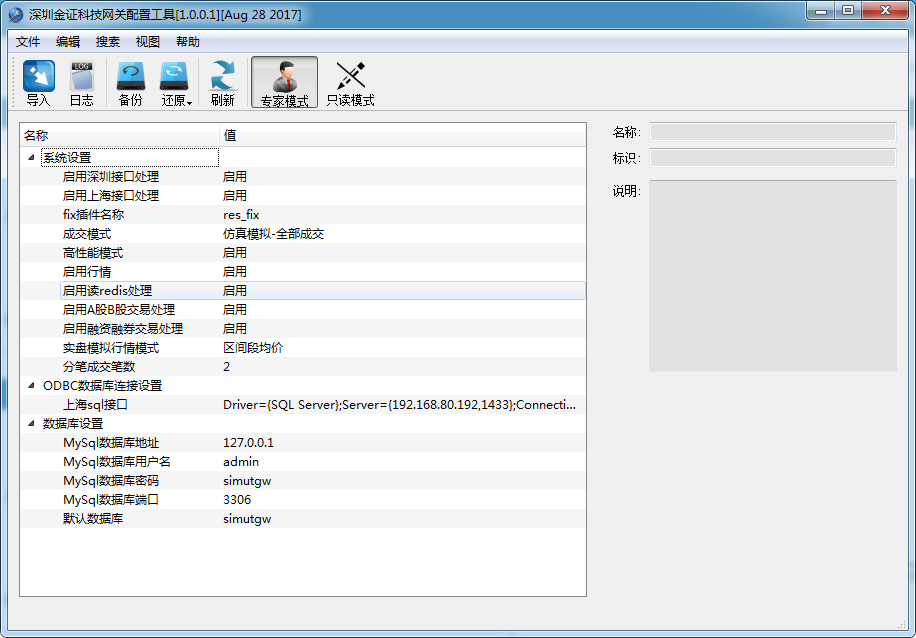 深圳金证科技网关配置工具[1.0.0.1][Aug 28 2017]
文件 编辑 搜索 视图 帮助
LOG
导入 日志 备份 还原 刷新 专家模式 只读模式
名称 值
系统设置
启用深圳接口处理 启用
启用上海接口处理 启用
fix插件名称 res_fix
成交模式 仿真模拟-全部成交
高性能模式 启用
启用行情 启用
启用读redis处理 启用
启用A股B股交易处理 启用
启用融资融券交易处理 启用
实盘模拟行情模式 区间段均价
分笔成交笔数 2
ODBC数据库连接设置
上海sql接口 Driver={SQL Server};Server={192.168.80.192,1433};Connecti...
数据库设置
MySql数据库地址 127.0.0.1
MySql数据库用户名 admin
MySql数据库密码 simutgw
MySql数据库端口 3306
默认数据库 simutgw
名称:
标识:
说明: